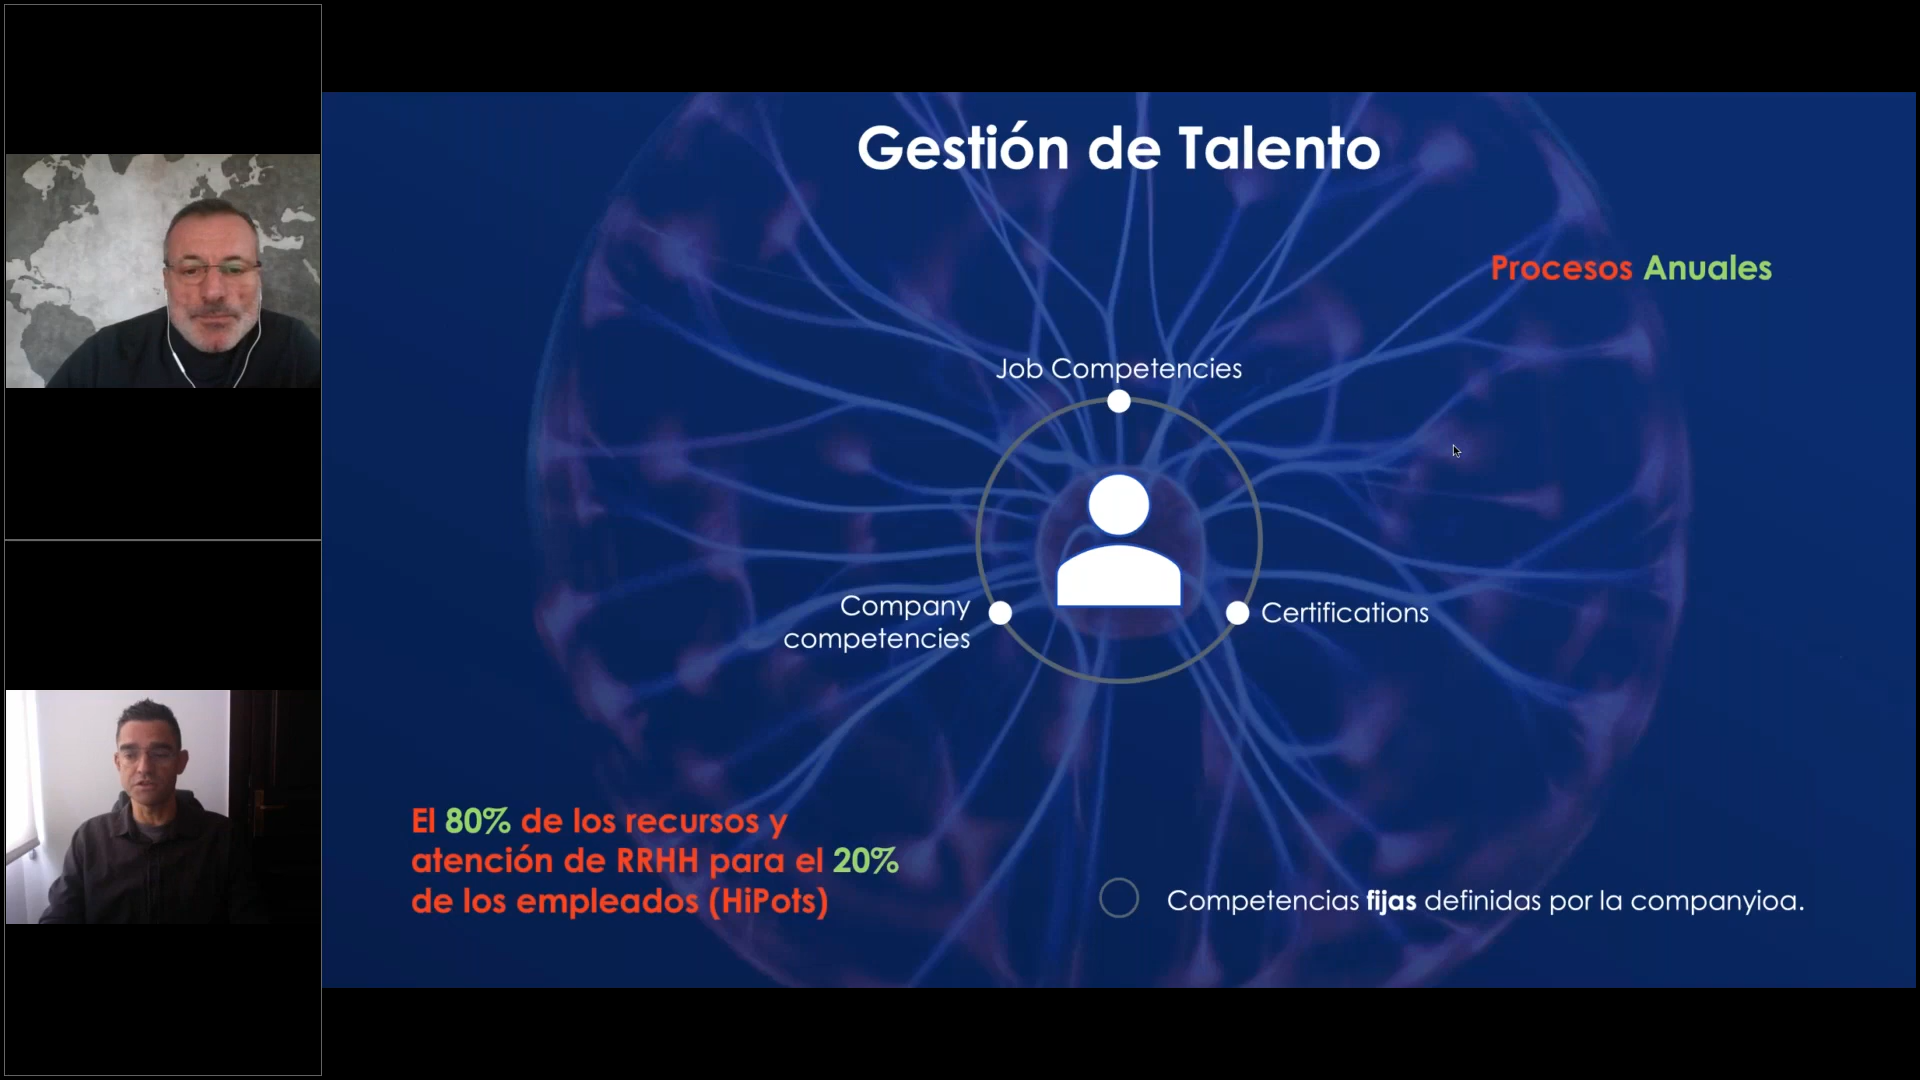 Gestión de Talento
Procesos Anuales
Job Competencies
Company
competencies
Certifications
El 80% de los recursos y
atención de RRHH para el 20%
de los empleados (HiPots)
Competencias fijas definidas por la companyioa.